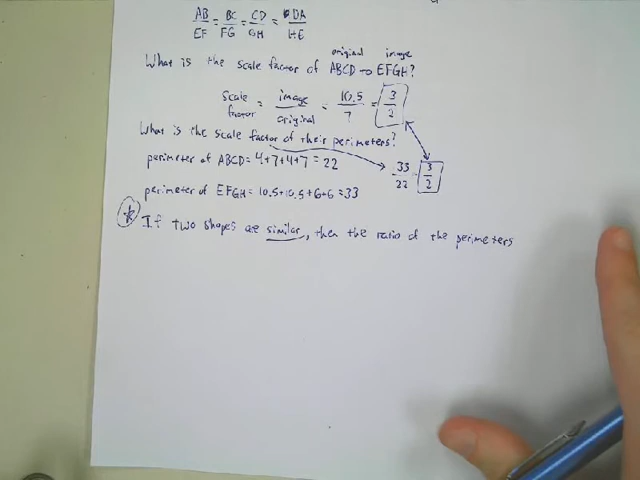 AB/EF = BC/FG = CD/GH = DA/HE
original image
What is the scale factor of ABCD → EFGH?
scale factor = image/original = 10.5/7 = 3/2
What is the scale factor of their perimeters?
perimeter of ABCD = 4+7+4+7 = 22
33/22 = 3/2
perimeter of EFGH = 10.5+10.5+6+6 = 33
* If two shapes are similar, then the ratio of the perimeters